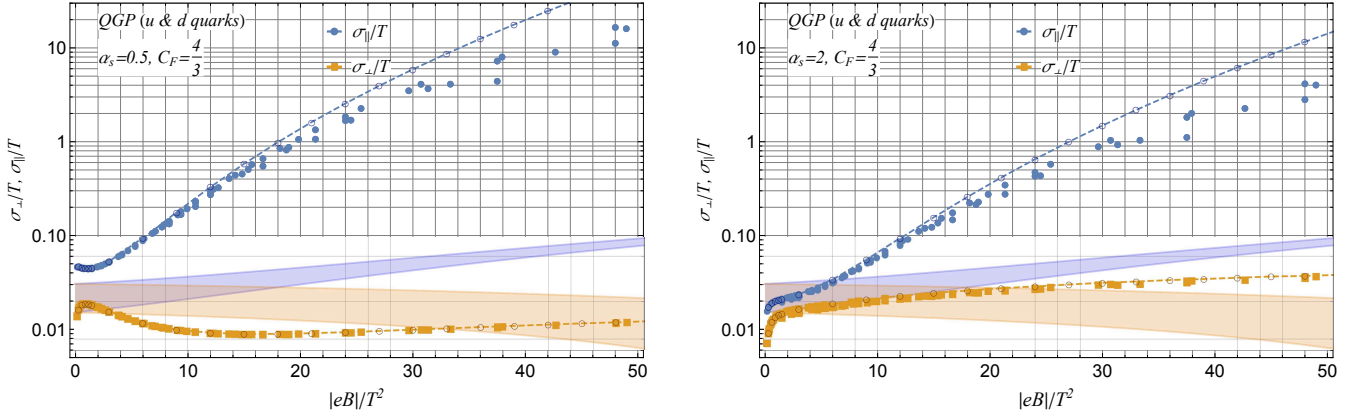 QGP (u & d quarks)
αs=0.5, CF=4/3
σ∥/T
σ⊥/T
10
1
0.10
0.01
σ⊥/T, σ∥/T
0 10 20 30 40 50
|eB|/T²
QGP (u & d quarks)
αs=2, CF=4/3
σ∥/T
σ⊥/T
10
1
0.10
0.01
σ⊥/T, σ∥/T
0 10 20 30 40 50
|eB|/T²